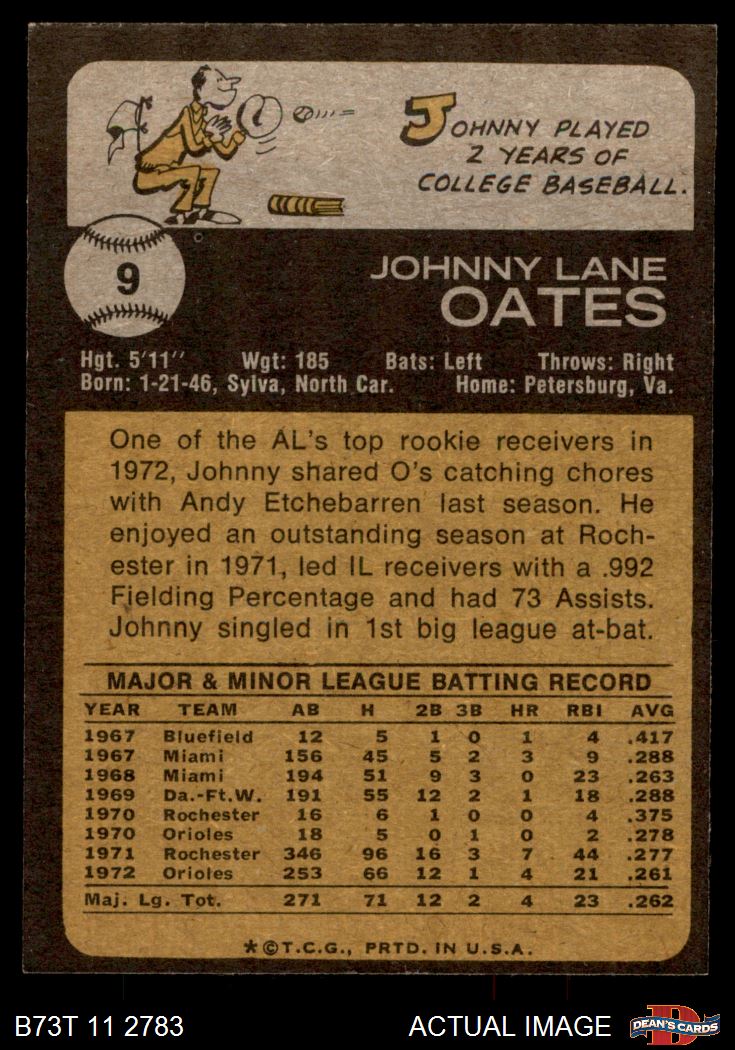 JOHNNY PLAYED
2 YEARS OF
COLLEGE BASEBALL.
9
JOHNNY LANE
OATES
Hgt. 5'11" Wgt: 185 Bats: Left Throws: Right
Born: 1-21-46, Sylva, North Car. Home: Petersburg, Va.
One of the AL's top rookie receivers in
1972, Johnny shared O's catching chores
with Andy Etchebarren last season. He
enjoyed an outstanding season at Roch-
ester in 1971, led IL receivers with a .992
Fielding Percentage and had 73 Assists.
Johnny singled in 1st big league at-bat.
MAJOR & MINOR LEAGUE BATTING RECORD
YEAR TEAM AB H 2B 3B HR RBI AVG
1967 Bluefield 12 5 1 0 1 4 .417
1967 Miami 156 45 5 2 3 9 .288
1968 Miami 194 51 9 3 0 23 .263
1969 Da.-Ft.W. 191 55 12 2 1 18 .288
1970 Rochester 16 6 1 0 0 4 .375
1970 Orioles 18 5 0 1 0 2 .278
1971 Rochester 346 96 16 3 7 44 .277
1972 Orioles 253 66 12 1 4 21 .261
Maj. Lg. Tot. 271 71 12 2 4 23 .262
*©T.C.G., PRTD. IN U.S.A.
B73T 11 2783 ACTUAL IMAGE DEAN'S CARDS